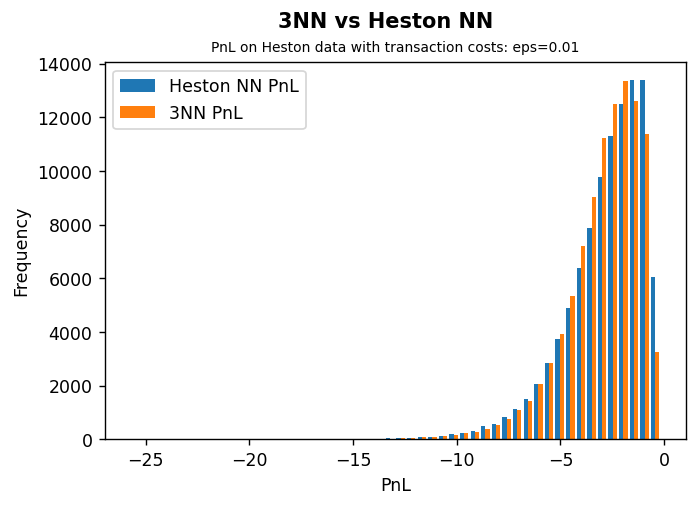 3NN vs Heston NN
PnL on Heston data with transaction costs: eps=0.01
Heston NN PnL
3NN PnL
Frequency
14000
12000
10000
8000
6000
4000
2000
0
−25
−20
−15
−10
−5
0
PnL